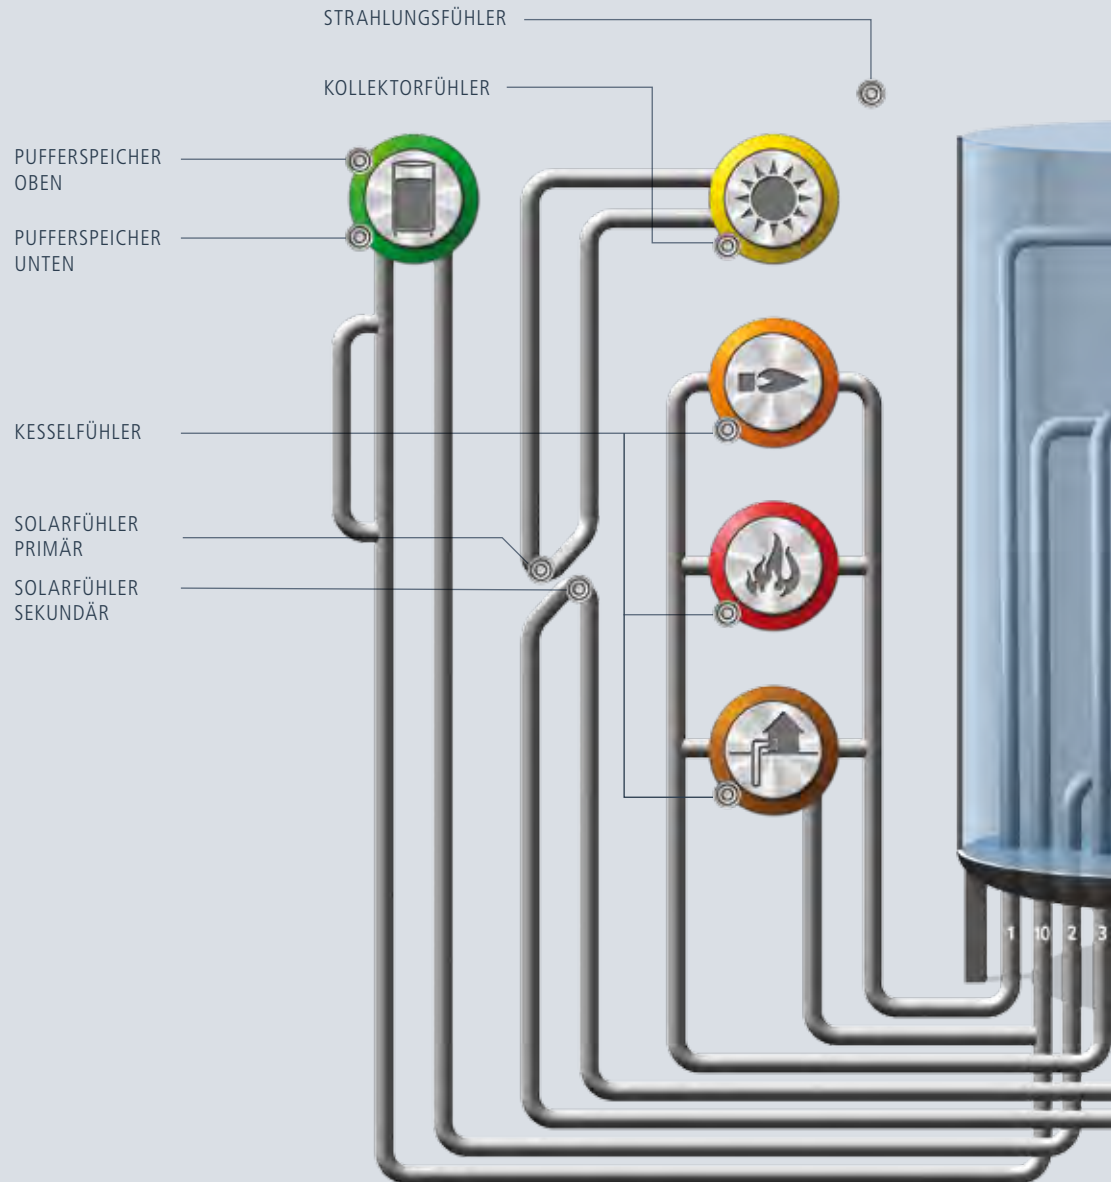 STRAHLUNGSFÜHLER
KOLLEKTORFÜHLER
PUFFERSPEICHER
OBEN
PUFFERSPEICHER
UNTEN
KESSELFÜHLER
SOLARFÜHLER
PRIMÄR
SOLARFÜHLER
SEKUNDÄR
1 10 2 3